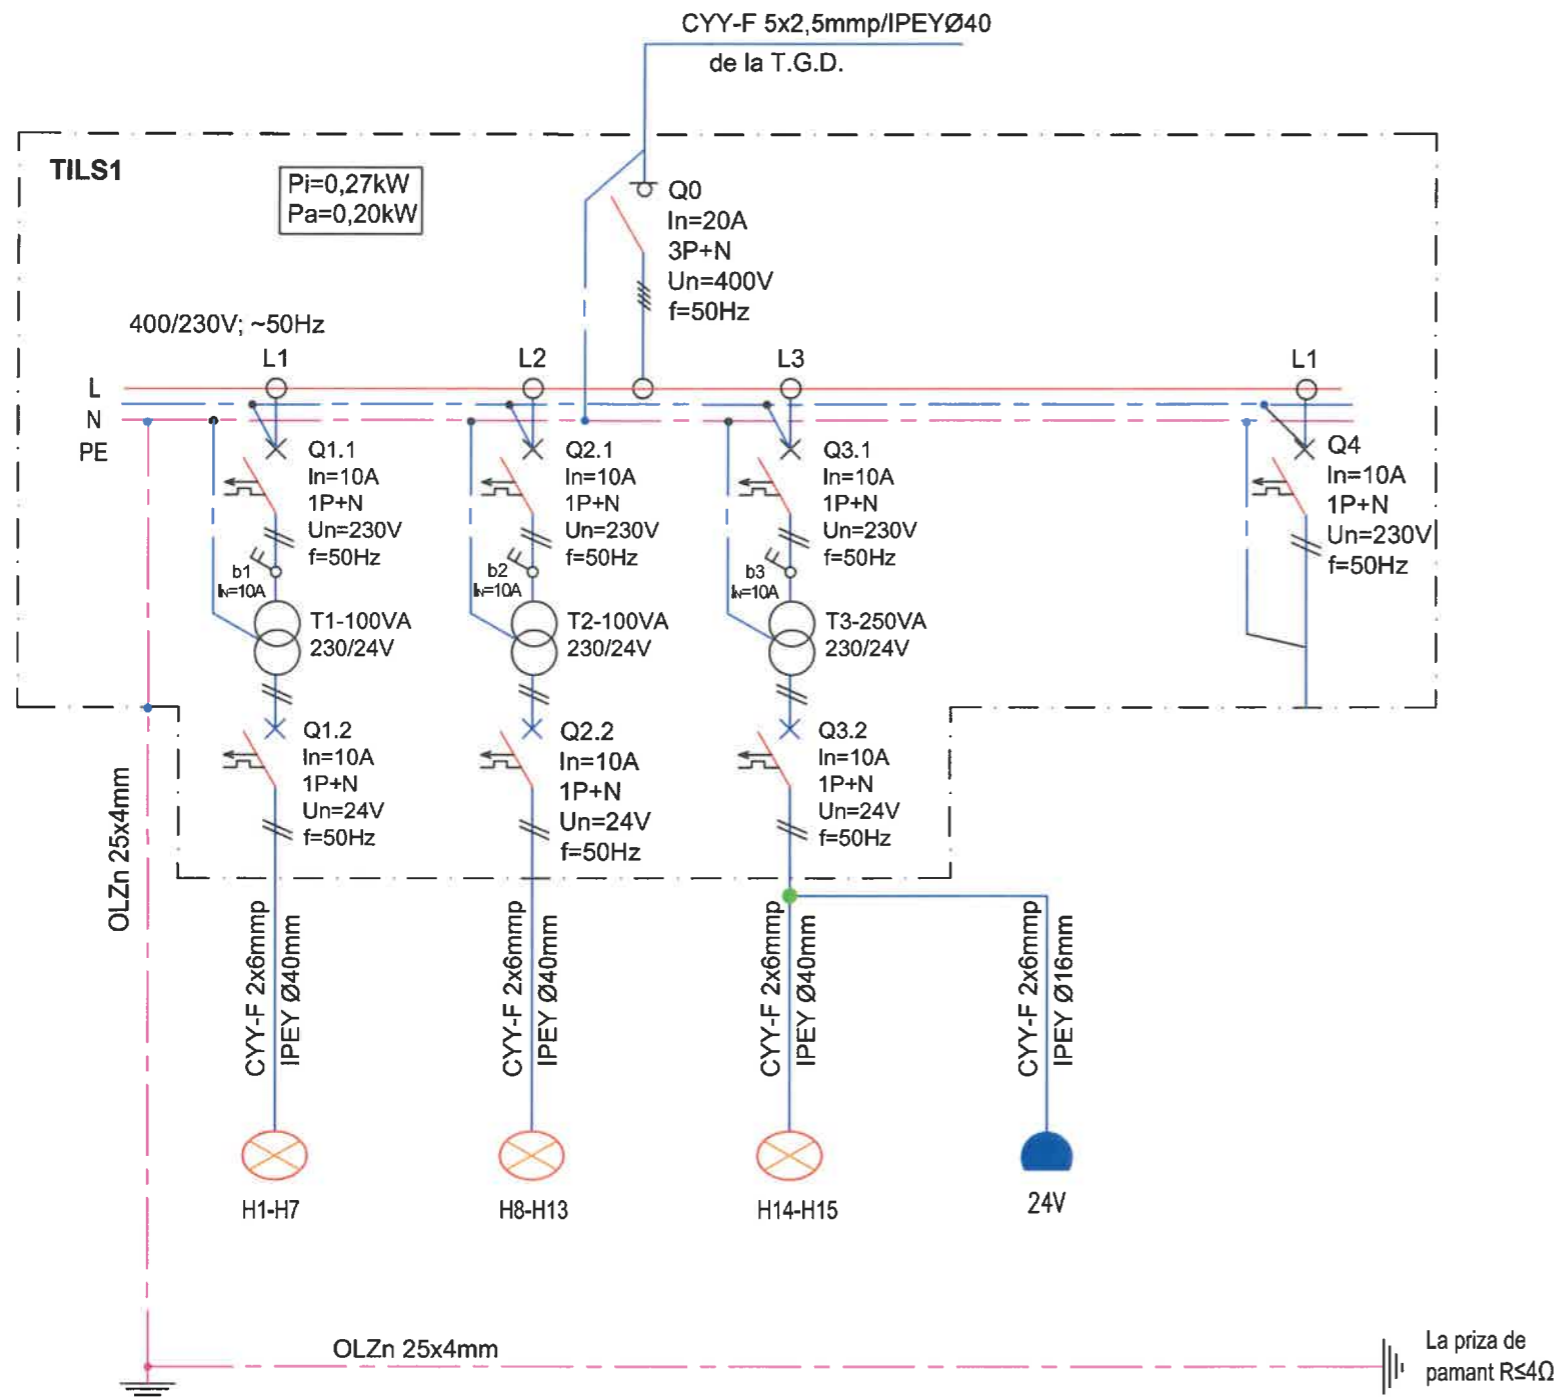 CYY-F 5x2,5mmp/IPEYØ40
de la T.G.D.
TILS1
Pi=0,27kW
Pa=0,20kW
Q0
In=20A
3P+N
Un=400V
f=50Hz
400/230V; ~50Hz
L1
L2
L3
L1
L
N
PE
Q1.1
In=10A
1P+N
Un=230V
f=50Hz
b1
IN=10A
T1-100VA
230/24V
Q1.2
In=10A
1P+N
Un=24V
f=50Hz
Q2.1
In=10A
1P+N
Un=230V
f=50Hz
b2
IN=10A
T2-100VA
230/24V
Q2.2
In=10A
1P+N
Un=24V
f=50Hz
Q3.1
In=10A
1P+N
Un=230V
f=50Hz
b3
IN=10A
T3-250VA
230/24V
Q3.2
In=10A
1P+N
Un=24V
f=50Hz
Q4
In=10A
1P+N
Un=230V
f=50Hz
OLZn 25x4mm
CYY-F 2x6mmp
IPEY Ø40mm
CYY-F 2x6mmp
IPEY Ø40mm
CYY-F 2x6mmp
IPEY Ø40mm
CYY-F 2x6mmp
IPEY Ø16mm
H1-H7
H8-H13
H14-H15
24V
OLZn 25x4mm
La priza de
pamant R≤4Ω